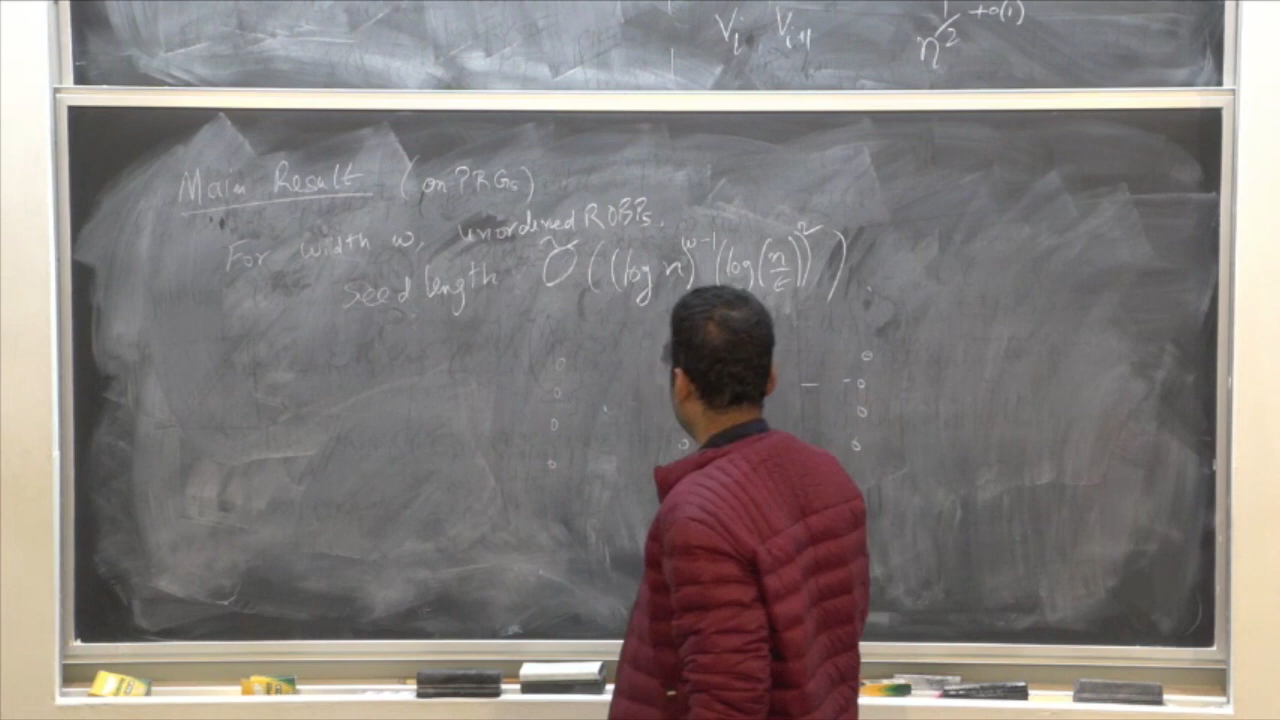 V_i V_{i+1} n^{1/2 + o(1)}
Main Result (on PRGs)
For width w, unordered ROBPs.
seed length Õ((log n)^{w-1} (log(n/ε))^2)